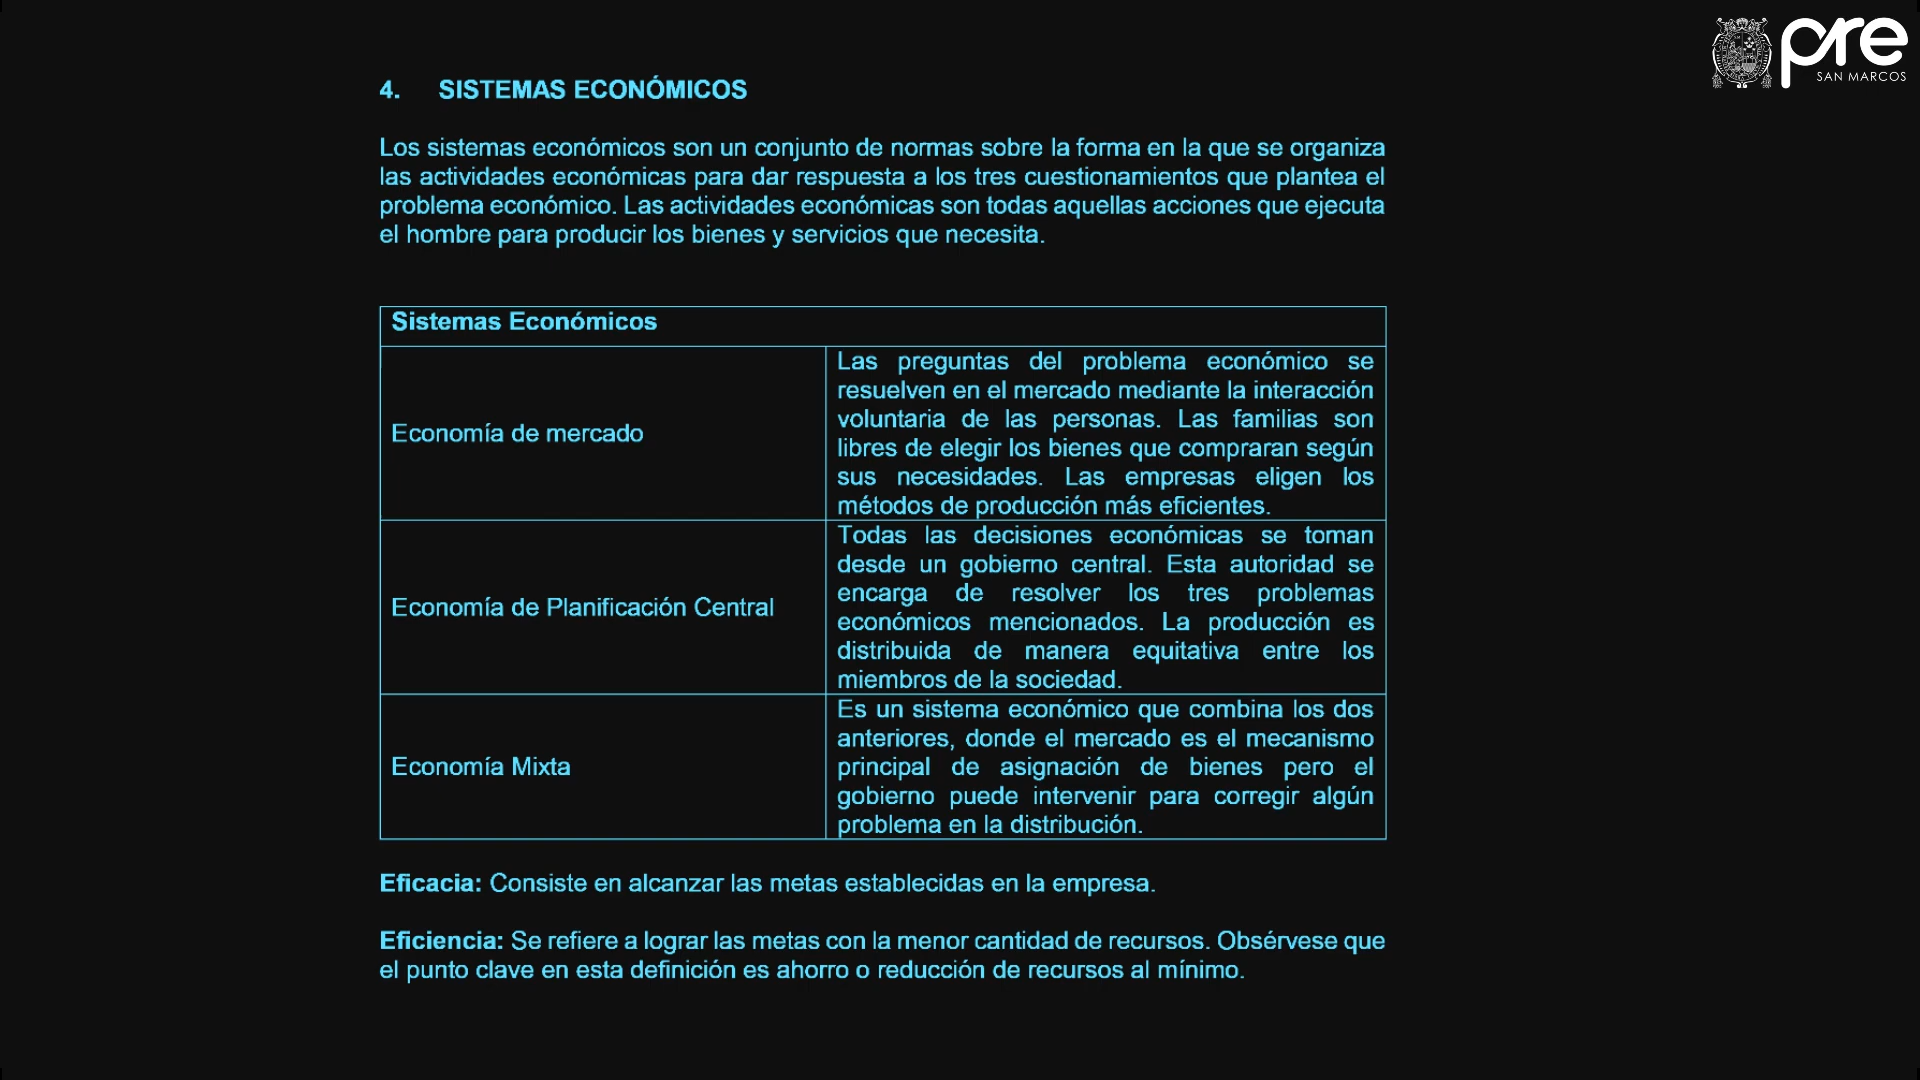 pre
SAN MARCOS
4. SISTEMAS ECONÓMICOS
Los sistemas económicos son un conjunto de normas sobre la forma en la que se organiza
las actividades económicas para dar respuesta a los tres cuestionamientos que plantea el
problema económico. Las actividades económicas son todas aquellas acciones que ejecuta
el hombre para producir los bienes y servicios que necesita.
Sistemas Económicos
Economía de mercado
Las preguntas del problema económico se
resuelven en el mercado mediante la interacción
voluntaria de las personas. Las familias son
libres de elegir los bienes que compraran según
sus necesidades. Las empresas eligen los
métodos de producción más eficientes.
Economía de Planificación Central
Todas las decisiones económicas se toman
desde un gobierno central. Esta autoridad se
encarga de resolver los tres problemas
económicos mencionados. La producción es
distribuida de manera equitativa entre los
miembros de la sociedad.
Economía Mixta
Es un sistema económico que combina los dos
anteriores, donde el mercado es el mecanismo
principal de asignación de bienes pero el
gobierno puede intervenir para corregir algún
problema en la distribución.
Eficacia: Consiste en alcanzar las metas establecidas en la empresa.
Eficiencia: Se refiere a lograr las metas con la menor cantidad de recursos. Obsérvese que
el punto clave en esta definición es ahorro o reducción de recursos al mínimo.